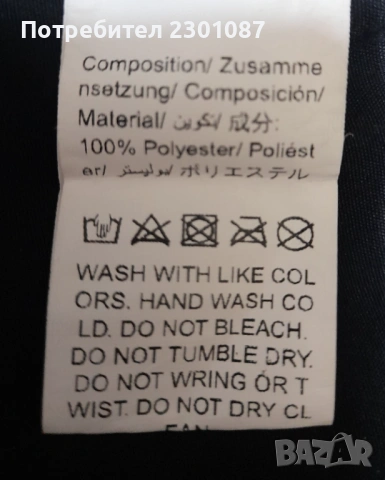 Потребител 2301087
Composition/ Zusamme
nsetzung/ Composición/
Material/ تكوين/ 成分:
100% Polyester/ Poliést
er/ بوليستر/ ポリエステル
WASH WITH LIKE COL
ORS. HAND WASH CO
LD. DO NOT BLEACH.
DO NOT TUMBLE DRY.
DO NOT WRING OR T
WIST. DO NOT DRY CL
EAN.
BAZAR